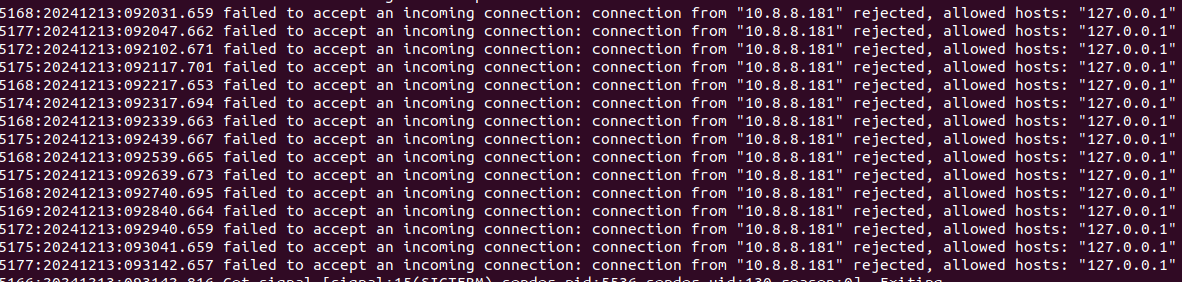 5168:20241213:092031.659 failed to accept an incoming connection: connection from "10.8.8.181" rejected, allowed hosts: "127.0.0.1"
5177:20241213:092047.662 failed to accept an incoming connection: connection from "10.8.8.181" rejected, allowed hosts: "127.0.0.1"
5172:20241213:092102.671 failed to accept an incoming connection: connection from "10.8.8.181" rejected, allowed hosts: "127.0.0.1"
5175:20241213:092117.701 failed to accept an incoming connection: connection from "10.8.8.181" rejected, allowed hosts: "127.0.0.1"
5168:20241213:092217.653 failed to accept an incoming connection: connection from "10.8.8.181" rejected, allowed hosts: "127.0.0.1"
5174:20241213:092317.694 failed to accept an incoming connection: connection from "10.8.8.181" rejected, allowed hosts: "127.0.0.1"
5168:20241213:092339.663 failed to accept an incoming connection: connection from "10.8.8.181" rejected, allowed hosts: "127.0.0.1"
5175:20241213:092439.667 failed to accept an incoming connection: connection from "10.8.8.181" rejected, allowed hosts: "127.0.0.1"
5168:20241213:092539.665 failed to accept an incoming connection: connection from "10.8.8.181" rejected, allowed hosts: "127.0.0.1"
5175:20241213:092639.673 failed to accept an incoming connection: connection from "10.8.8.181" rejected, allowed hosts: "127.0.0.1"
5168:20241213:092740.695 failed to accept an incoming connection: connection from "10.8.8.181" rejected, allowed hosts: "127.0.0.1"
5169:20241213:092840.664 failed to accept an incoming connection: connection from "10.8.8.181" rejected, allowed hosts: "127.0.0.1"
5172:20241213:092940.659 failed to accept an incoming connection: connection from "10.8.8.181" rejected, allowed hosts: "127.0.0.1"
5175:20241213:093041.659 failed to accept an incoming connection: connection from "10.8.8.181" rejected, allowed hosts: "127.0.0.1"
5177:20241213:093142.657 failed to accept an incoming connection: connection from "10.8.8.181" rejected, allowed hosts: "127.0.0.1"
Got signal [signal:15(SIGTERM),sender_pid:5536,sender_uid:130,reason:0]. Exiting